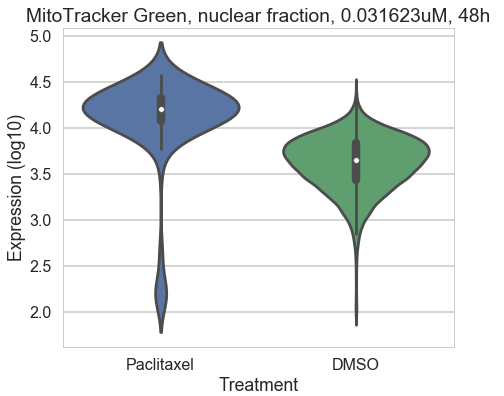 MitoTracker Green, nuclear fraction, 0.031623uM, 48h
5.0
4.5
4.0
3.5
3.0
2.5
2.0
Expression (log10)
Paclitaxel DMSO
Treatment